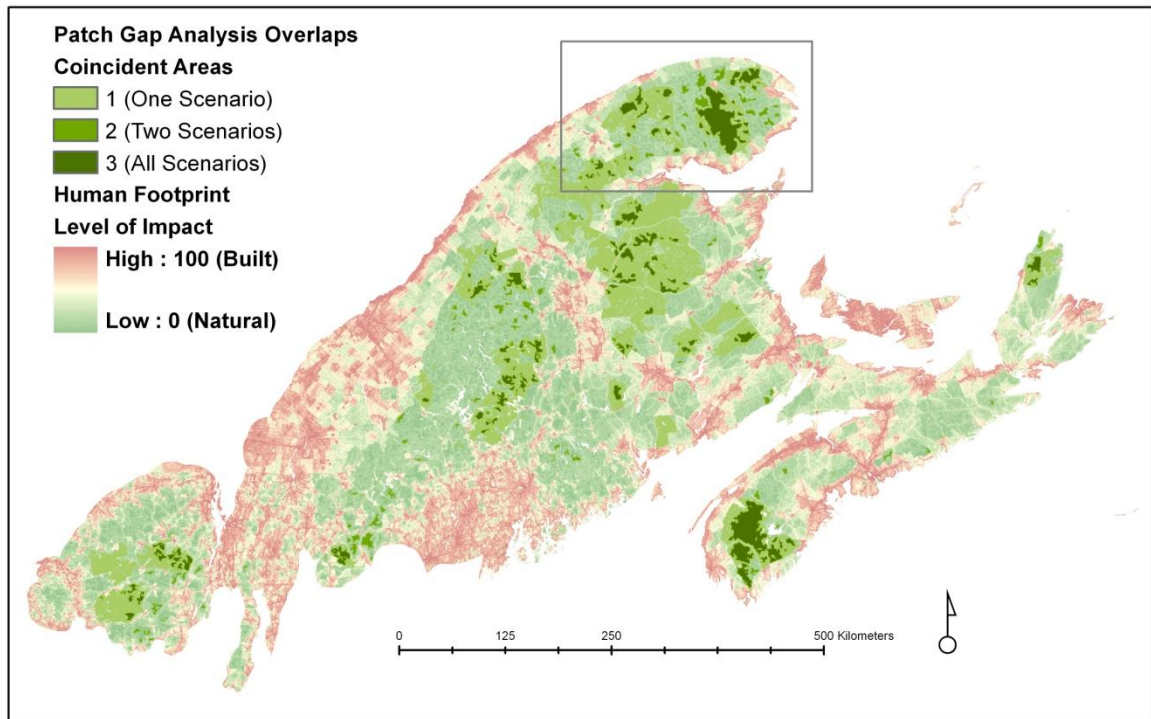 Patch Gap Analysis Overlaps
Coincident Areas
1 (One Scenario)
2 (Two Scenarios)
3 (All Scenarios)
Human Footprint
Level of Impact
High : 100 (Built)
Low : 0 (Natural)
0 125 250 500 Kilometers